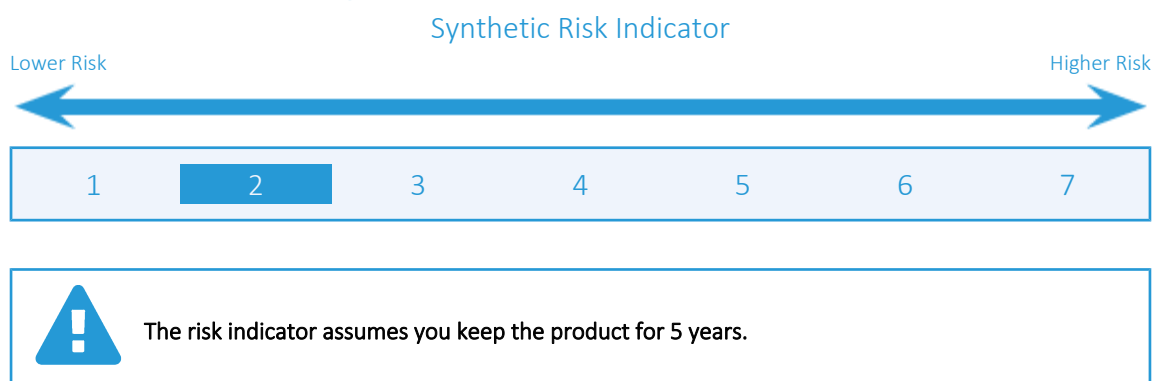 Synthetic Risk Indicator
Lower Risk Higher Risk
1 2 3 4 5 6 7
The risk indicator assumes you keep the product for 5 years.